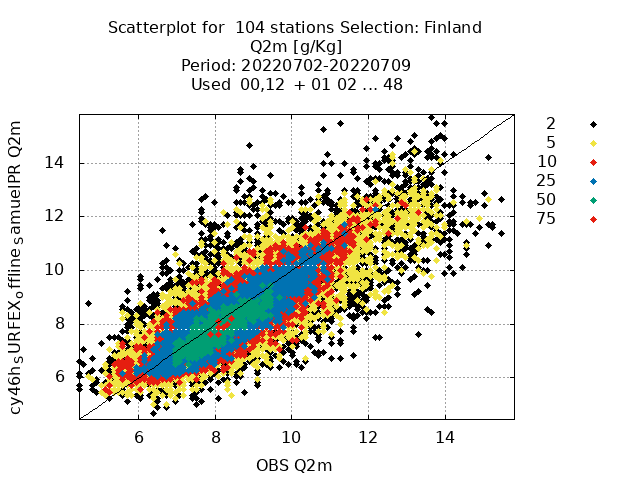 Scatterplot for 104 stations Selection: Finland
Q2m [g/Kg]
Period: 20220702-20220709
Used 00,12 + 01 02 ... 48
cy46h_SURFEX_offline_samuelPR Q2m
14
12
10
8
6
6 8 10 12 14
OBS Q2m
2
5
10
25
50
75